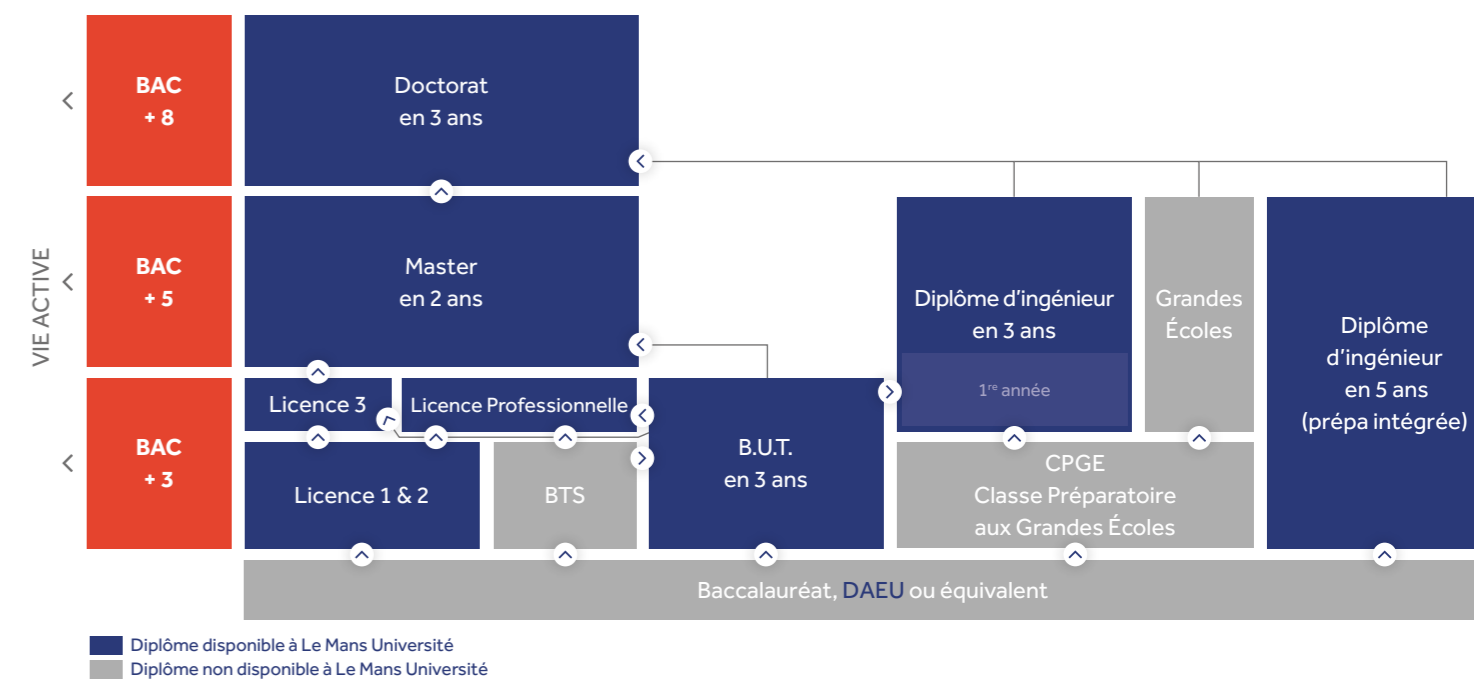 VIE ACTIVE
BAC
+ 8
Doctorat
en 3 ans
BAC
+ 5
Master
en 2 ans
Diplôme d'ingénieur
en 3 ans
1re année
Grandes
Écoles
Diplôme
d'ingénieur
en 5 ans
(prépa intégrée)
BAC
+ 3
Licence 3
Licence Professionnelle
Licence 1 & 2
BTS
B.U.T.
en 3 ans
CPGE
Classe Préparatoire
aux Grandes Écoles
Baccalauréat, DAEU ou équivalent
Diplôme disponible à Le Mans Université
Diplôme non disponible à Le Mans Université